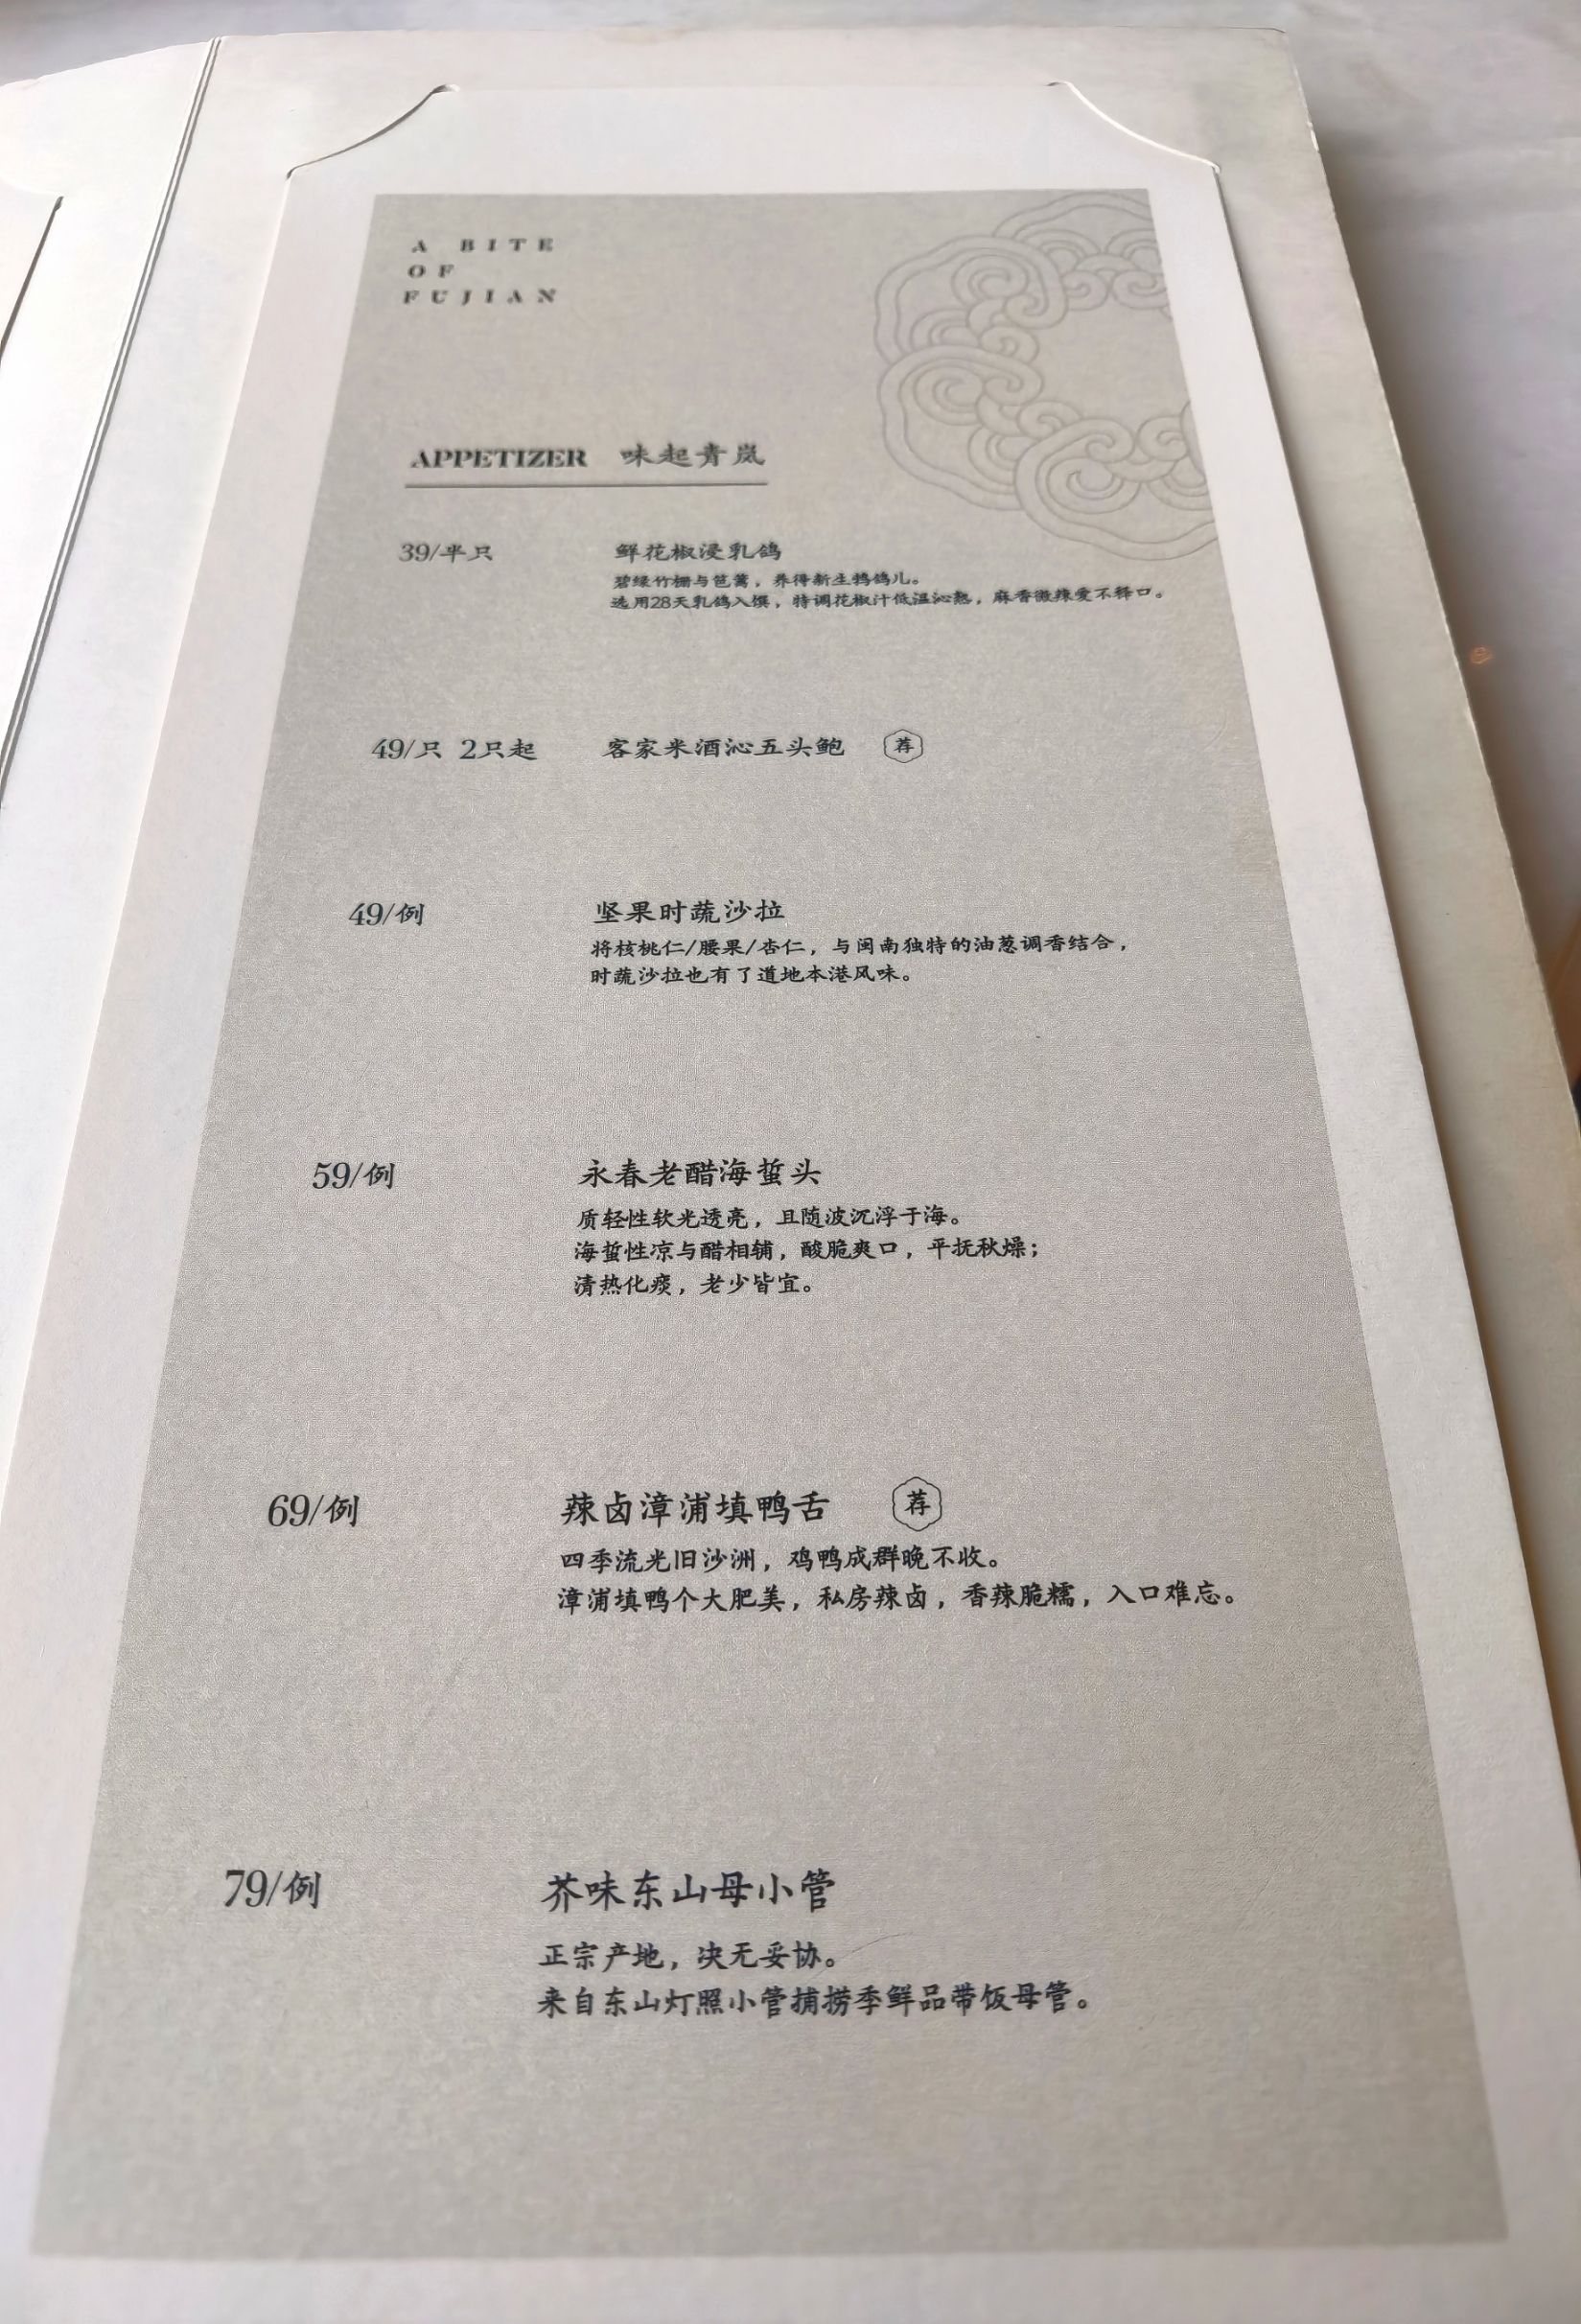 A BITE
OF
FUJIAN
APPETIZER 味起青岚
39/半只 鲜花椒浸乳鸽
碧绿竹栅与笆篱，养得新生鹁鸽儿。
选用28天乳鸽入馔，特调花椒汁低温沁熟，麻香微辣爱不释口。
49/只 2只起 客家米酒沁五头鲍 荐
49/例 坚果时蔬沙拉
将核桃仁/腰果/杏仁，与闽南独特的油葱调香结合，
时蔬沙拉也有了道地本港风味。
59/例 永春老醋海蜇头
质轻性软光透亮，且随波沉浮于海。
海蜇性凉与醋相辅，酸脆爽口，平抚秋燥；
清热化痰，老少皆宜。
69/例 辣卤漳浦填鸭舌 荐
四季流光旧沙洲，鸡鸭成群晚不收。
漳浦填鸭个大肥美，私房辣卤，香辣脆糯，入口难忘。
79/例 芥味东山母小管
正宗产地，决无妥协。
来自东山灯照小管捕捞季鲜品带饭母管。